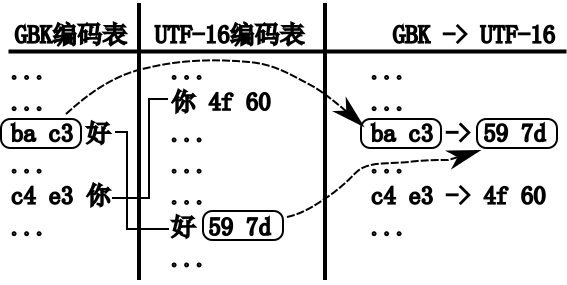 GBK编码表 UTF-16编码表 GBK -> UTF-16
... ... ...
... 你 4f 60 ...
ba c3 好 ... ba c3 -> 59 7d
... ... ...
c4 e3 你 ... c4 e3 -> 4f 60
... 好 59 7d ...
...